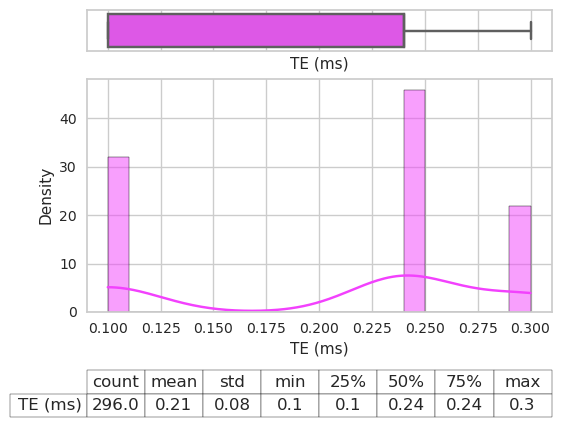 TE (ms)
40
30
20
10
0
Density
0.100 0.125 0.150 0.175 0.200 0.225 0.250 0.275 0.300
TE (ms)
count mean std min 25% 50% 75% max
TE (ms) 296.0 0.21 0.08 0.1 0.1 0.24 0.24 0.3